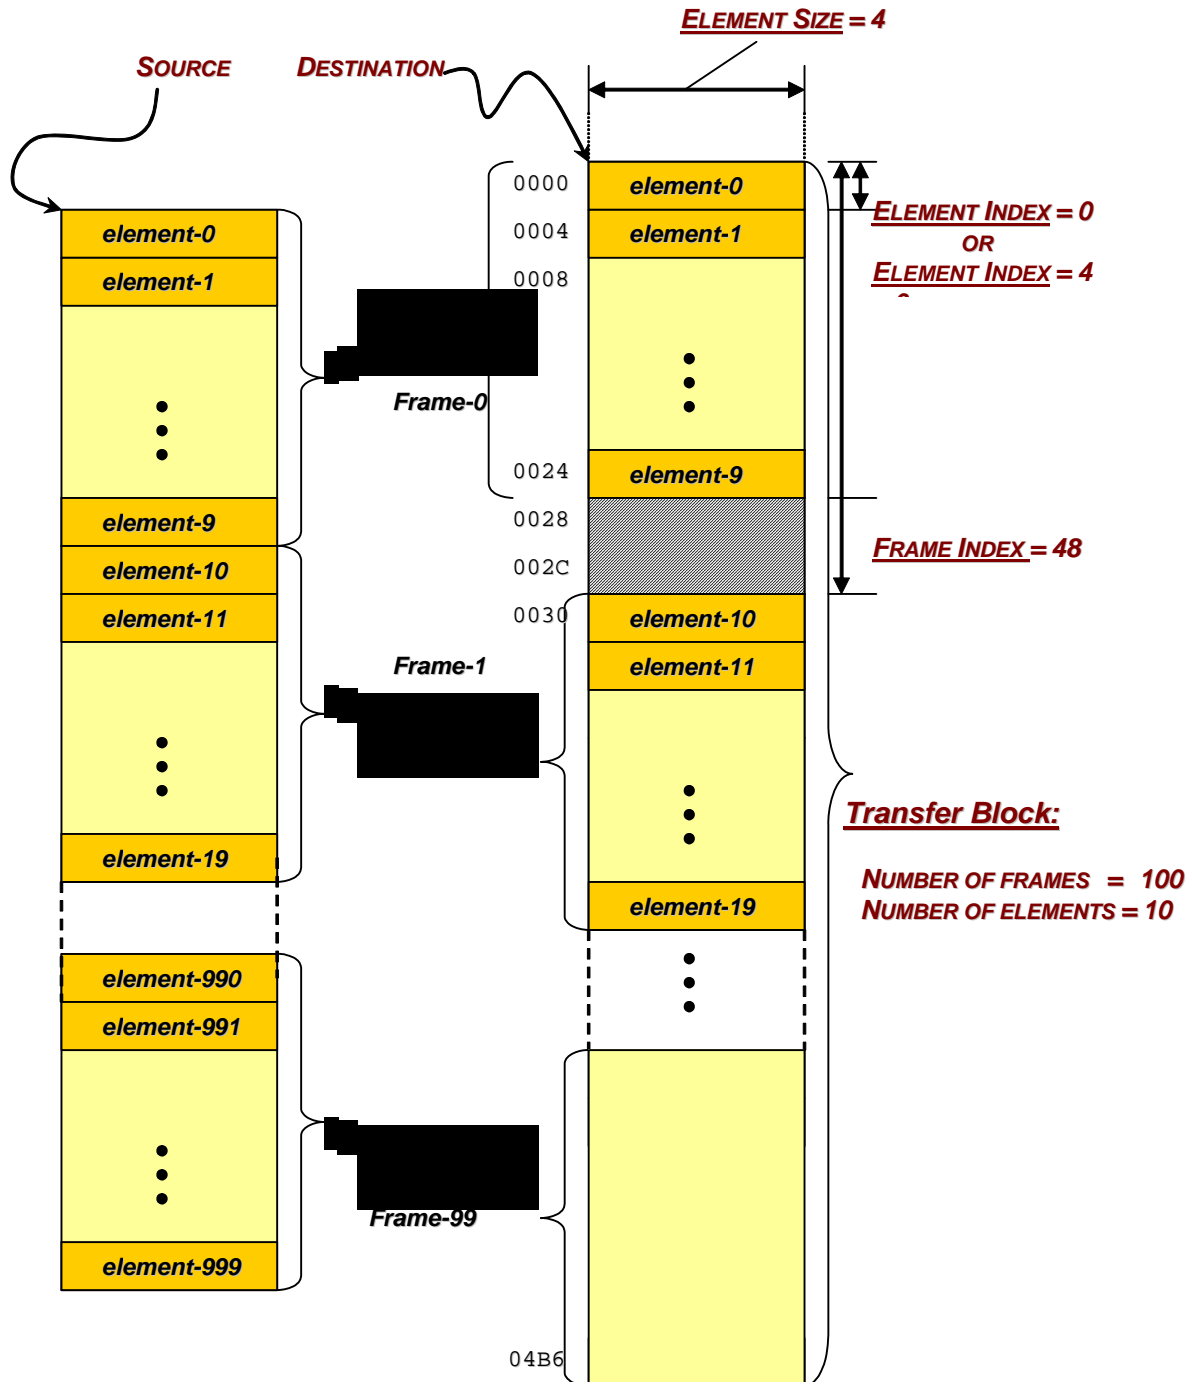 ELEMENT SIZE = 4
SOURCE
DESTINATION
0000
element-0
0004
element-1
0008
element-0
element-1
ELEMENT INDEX = 0
OR
ELEMENT INDEX = 4
Frame-0
0024
element-9
0028
002C
element-9
element-10
element-11
FRAME INDEX = 48
0030
element-10
element-11
Frame-1
element-19
element-19
Transfer Block:
NUMBER OF FRAMES = 100
NUMBER OF ELEMENTS = 10
element-990
element-991
Frame-99
element-999
04B6